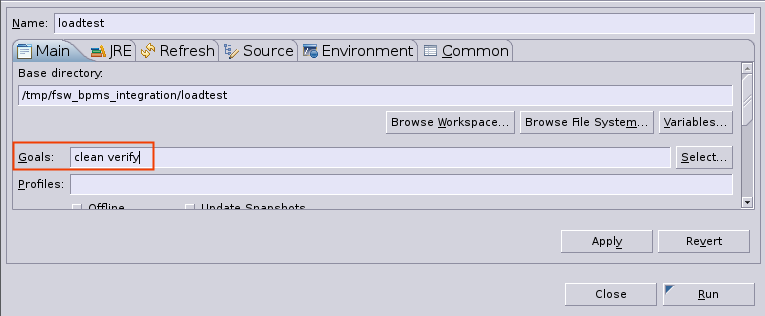 Name: loadtest
Main JRE Refresh Source Environment Common
Base directory:
/tmp/fsw_bpms_integration/loadtest
Browse Workspace... Browse File System... Variables...
Goals: clean verify Select...
Profiles:
Offline Update Snapshots
Apply Revert
Close Run